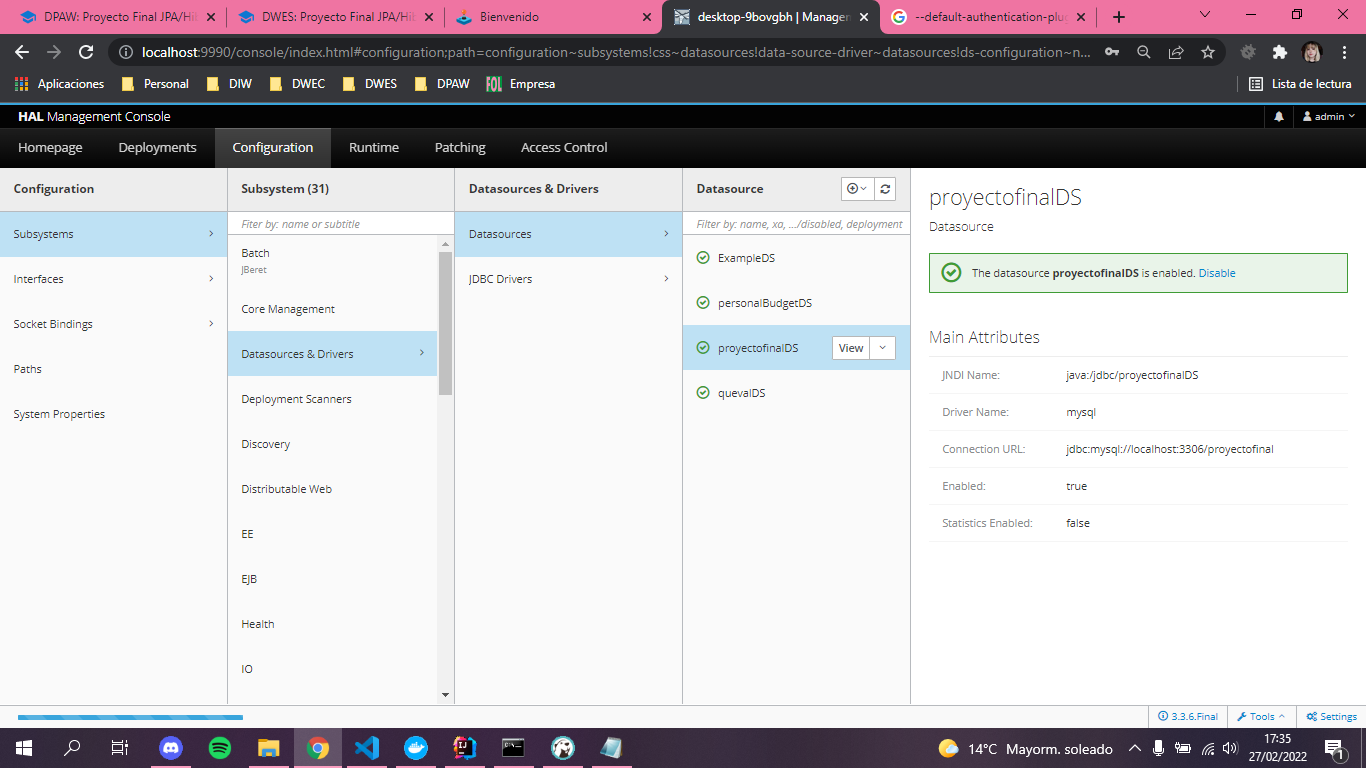 DPAW: Proyecto Final JPA/Hi
DWES: Proyecto Final JPA/Hi
Bienvenido
desktop-9bovgbh | Managem
--default-authentication-plug
localhost:9990/console/index.html#configuration;path=configuration~subsystems!css~datasources!data-source-driver~datasources!ds-configuration~n...
Aplicaciones
Personal
DIW
DWEC
DWES
DPAW
FOL
Empresa
Lista de lectura
HAL Management Console
admin
Homepage
Deployments
Configuration
Runtime
Patching
Access Control
Configuration
Subsystems
Interfaces
Socket Bindings
Paths
System Properties
Subsystem (31)
Fiter by: name or subtitle
Batch
JBeret
Core Management
Datasources & Drivers
Deployment Scanners
Discovery
Distributable Web
EE
EJB
Health
IO
Datasources & Drivers
Datasources
JDBC Drivers
Datasource
Filter by: name, xa, .../disabled, deployment
ExampleDS
personalBudgetDS
proyectofinalDS
View
quevalDS
proyectofinalDS
Datasource
The datasource proyectofinalDS is enabled. Disable
Main Attributes
JNDI Name: java:/jdbc/proyectofinalDS
Driver Name: mysql
Connection URL: jdbc:mysql://localhost:3306/proyectofinal
Enabled: true
Statistics Enabled: false
3.3.6.Final
Tools
Settings
14°C Mayorm. soleado
17:35
27/02/2022
1